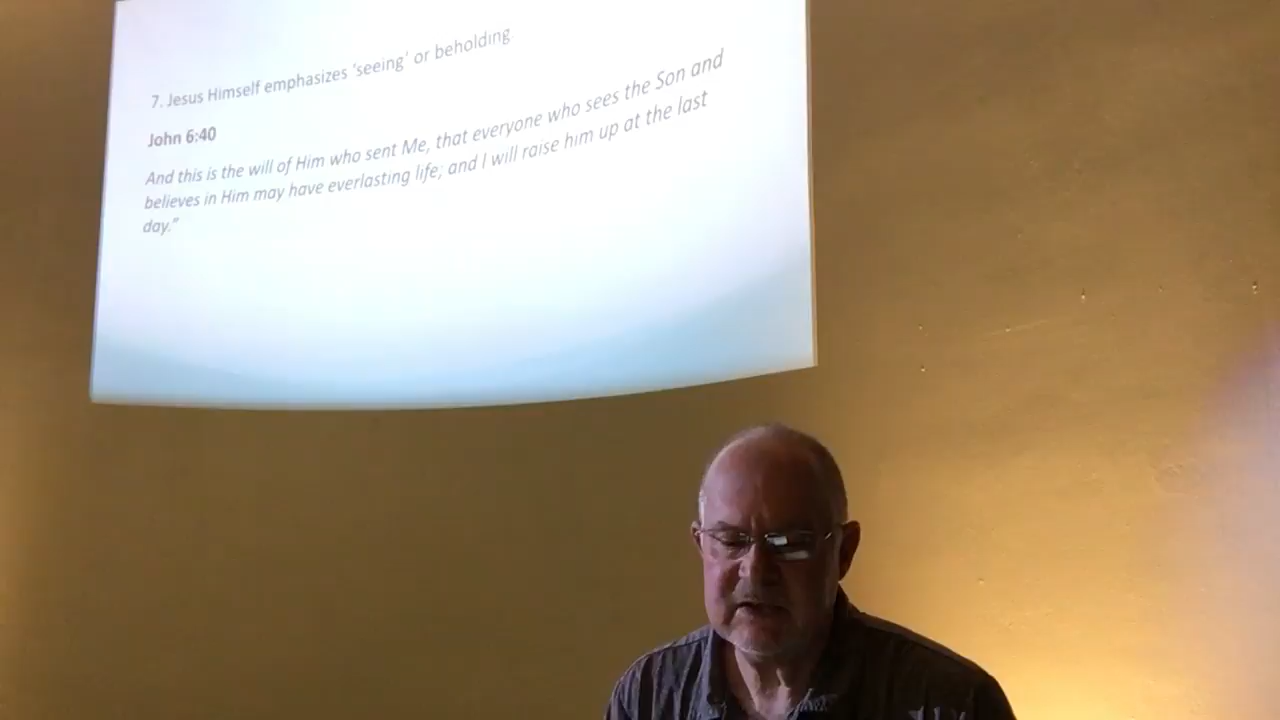 7. Jesus Himself emphasizes 'seeing' or beholding.
John 6:40
And this is the will of Him who sent Me, that everyone who sees the Son and
believes in Him may have everlasting life; and I will raise him up at the last
day.”